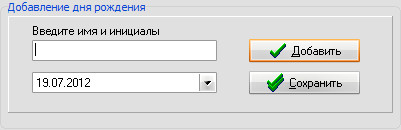 Добавление дня рождения
Введите имя и инициалы
Добавить
19.07.2012
Сохранить